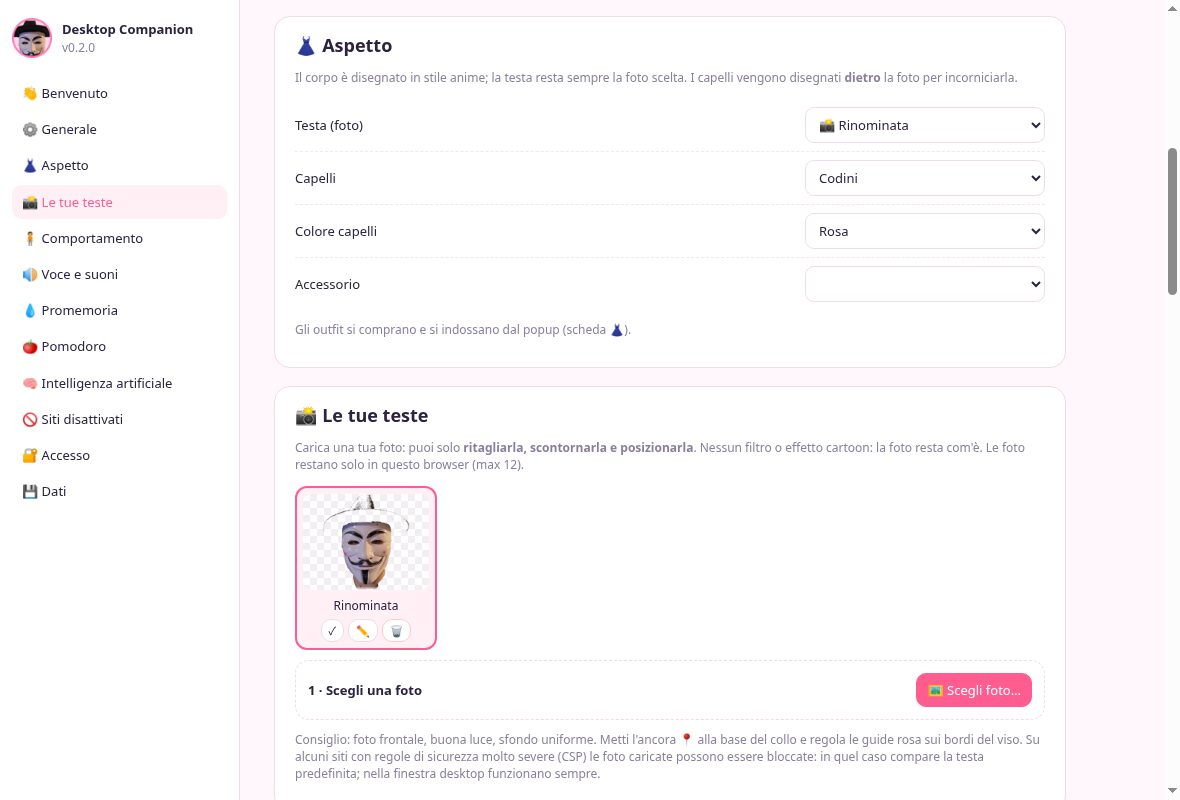 Desktop Companion
v0.2.0
Benvenuto
Generale
Aspetto
Le tue teste
Comportamento
Voce e suoni
Promemoria
Pomodoro
Intelligenza artificiale
Siti disattivati
Accesso
Dati
Aspetto
Il corpo è disegnato in stile anime; la testa resta sempre la foto scelta. I capelli vengono disegnati dietro la foto per incorniciarla.
Testa (foto)
Rinominata
Capelli
Codini
Colore capelli
Rosa
Accessorio
Gli outfit si comprano e si indossano dal popup (scheda 👗).
Le tue teste
Carica una tua foto: puoi solo ritagliarla, scontornarla e posizionarla. Nessun filtro o effetto cartoon: la foto resta com'è. Le foto
restano solo in questo browser (max 12).
Rinominata
1 · Scegli una foto
Scegli foto...
Consiglio: foto frontale, buona luce, sfondo uniforme. Metti l'ancora 📍 alla base del collo e regola le guide rosa sui bordi del viso. Su
alcuni siti con regole di sicurezza molto severe (CSP) le foto caricate possono essere bloccate: in quel caso compare la testa
predefinita; nella finestra desktop funzionano sempre.